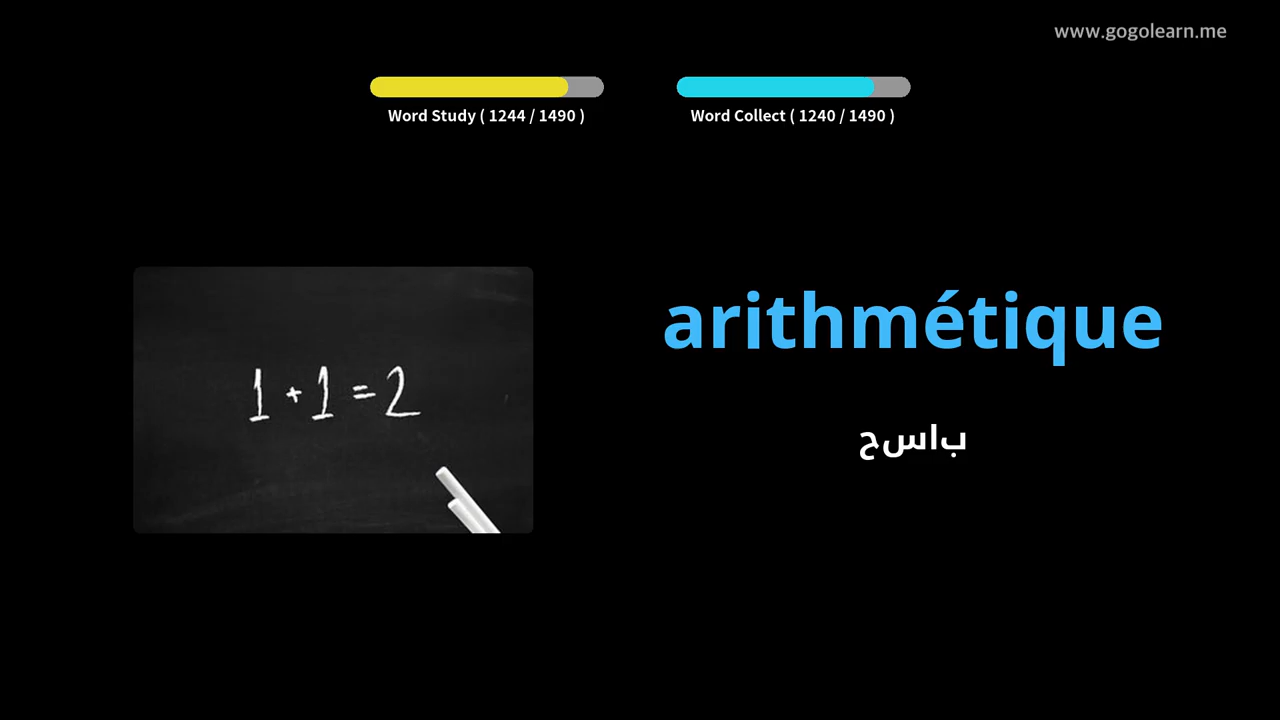 www.gogolearn.me
Word Study ( 1244 / 1490 )
Word Collect ( 1240 / 1490 )
1 + 1 = 2
arithmétique
باسح